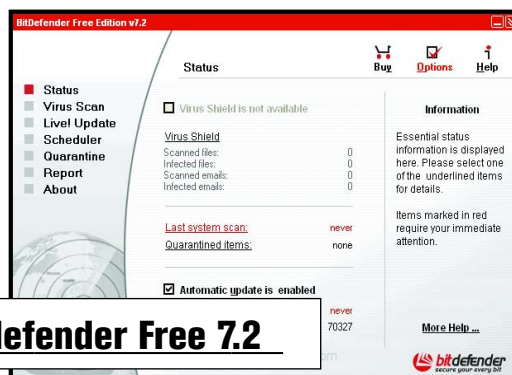 BitDefender Free Edition v7.2
Status
Buy
Options
Help
Status
Virus Scan
Live! Update
Scheduler
Quarantine
Report
About
Virus Shield is not available
Virus Shield
Scanned files: 0
Infected files: 0
Scanned emails: 0
Infected emails: 0
Last system scan: never
Quarantined items: none
Automatic update is enabled
never
70327
Information
Essential status
information is displayed
here. Please select one
of the underlined items
for details.
Items marked in red
require your immediate
attention.
More Help ...
bitdefender
secure your every bit
efender Free 7.2
om